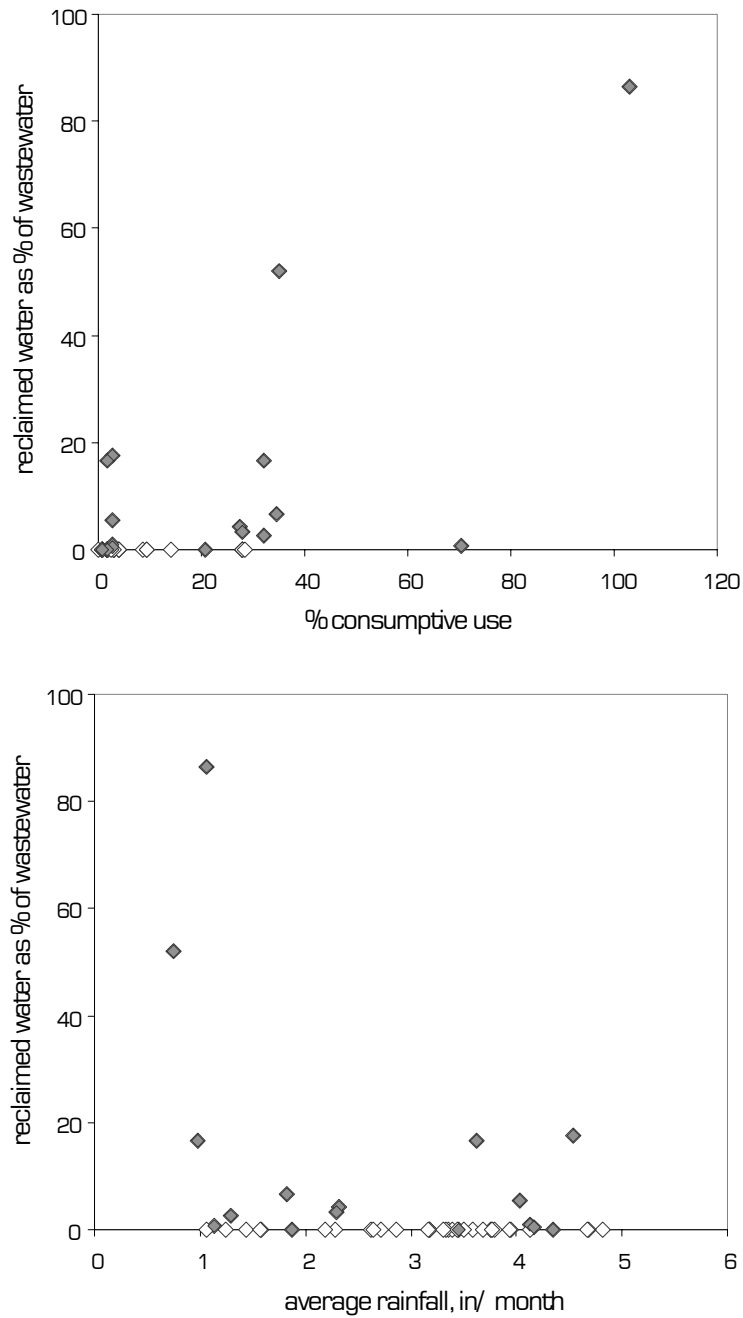 100
80
60
40
20
0
reclaimed water as % of wastewater
0 20 40 60 80 100 120
% consumptive use
100
80
60
40
20
0
reclaimed water as % of wastewater
0 1 2 3 4 5 6
average rainfall, in/ month